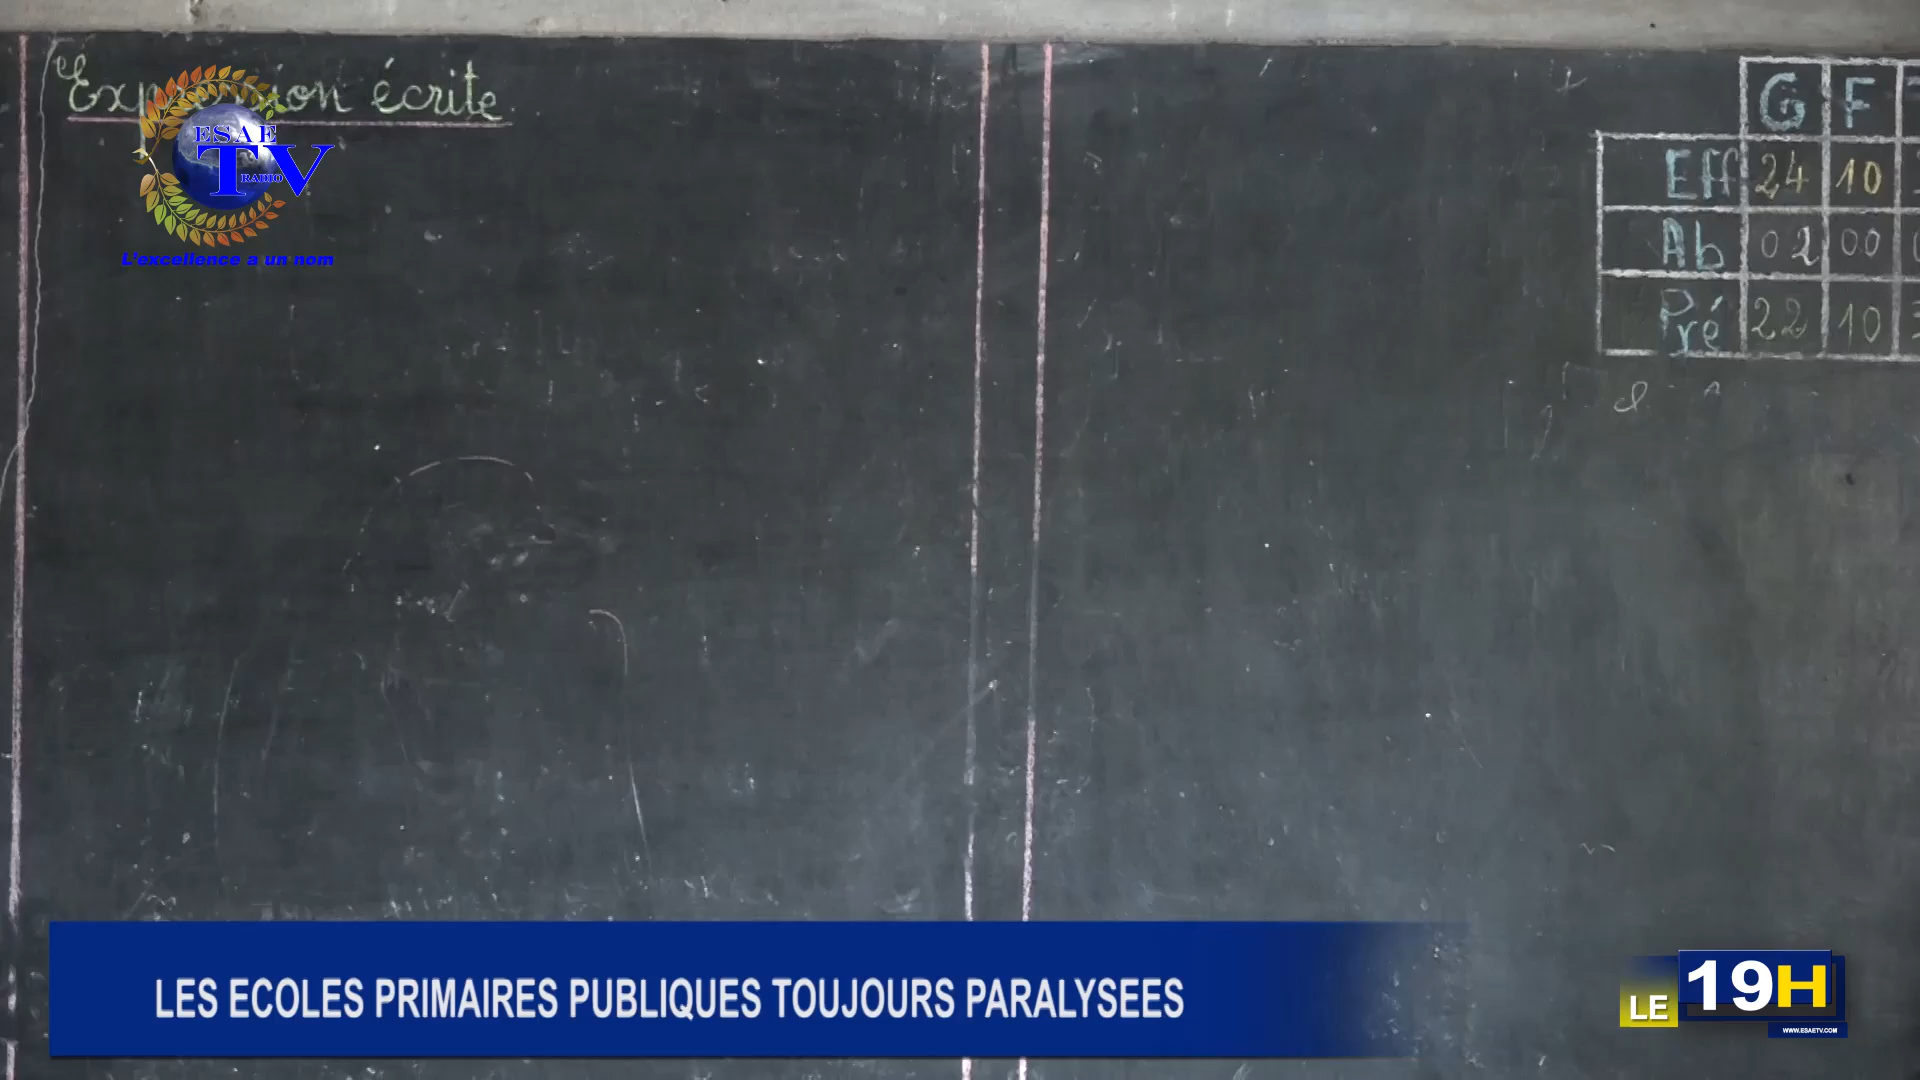 Expression écrite
ESAE
TV
RADIO
L'excellence a un nom
G F
Eff 24 10
Ab 02 00
Pré 22 10
LES ECOLES PRIMAIRES PUBLIQUES TOUJOURS PARALYSEES
LE 19H
WWW.ESAETV.COM